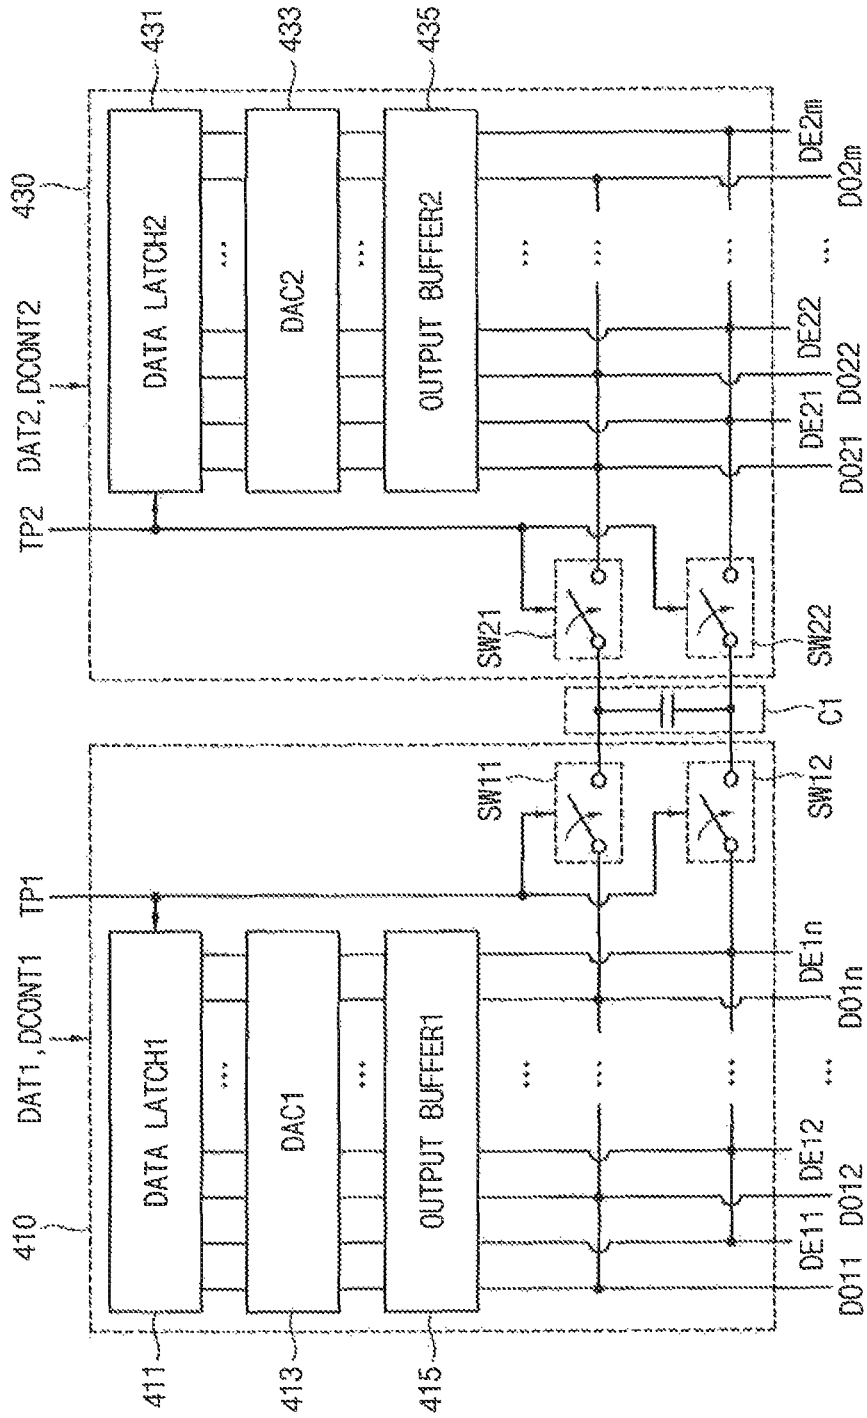 DAT1,DCONT1
DAT2,DCONT2
410
TP1
TP2
430
411
DATA LATCH1
DATA LATCH2
431
...
...
413
DAC1
DAC2
433
...
...
415
OUTPUT BUFFER1
OUTPUT BUFFER2
435
...
...
SW11
SW21
...
...
...
...
SW12
C1
SW22
DE11
DE12
DE1n
DE21
DE22
DE2m
DO11
DO12
...
DO1n
DO21
DO22
...
DO2m